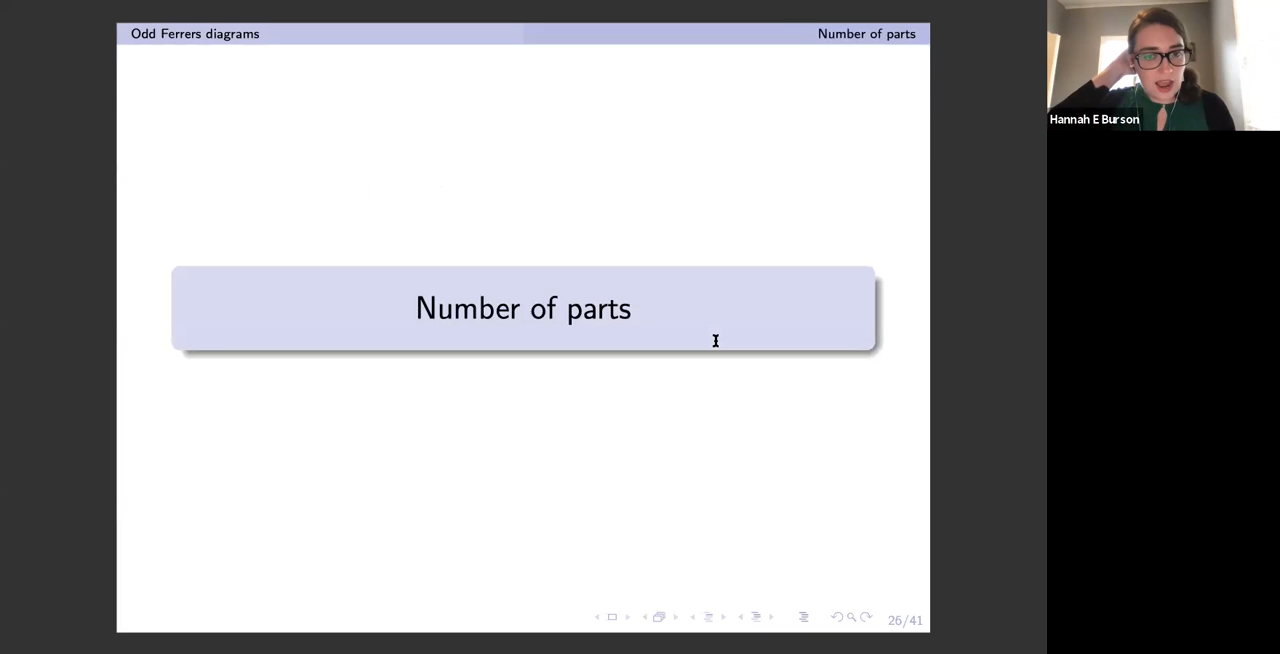 Odd Ferrers diagrams
Number of parts
Hannah E Burson
Number of parts
26/41